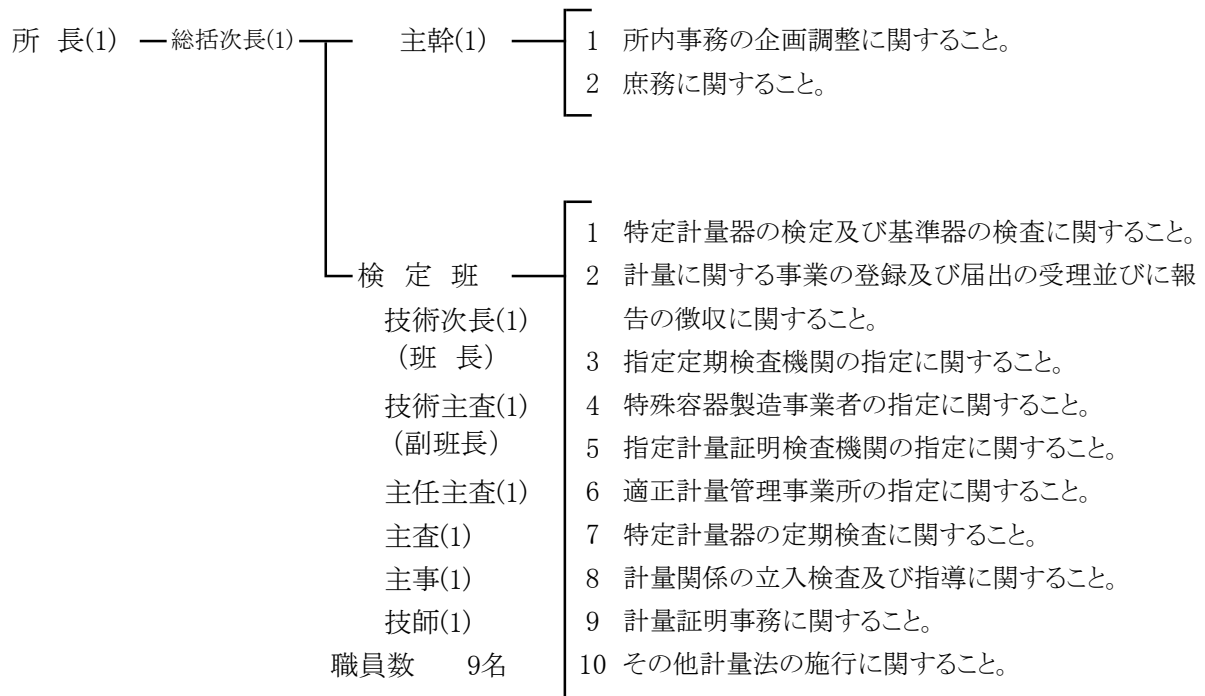 所 長(1) 総括次長(1) 主幹(1) 1 所内事務の企画調整に関すること。
2 庶務に関すること。
1 特定計量器の検定及び基準器の検査に関すること。
検 定 班 2 計量に関する事業の登録及び届出の受理並びに報
技術次長(1) 告の徴収に関すること。
(班 長) 3 指定定期検査機関の指定に関すること。
技術主査(1) 4 特殊容器製造事業者の指定に関すること。
(副班長) 5 指定計量証明検査機関の指定に関すること。
主任主査(1) 6 適正計量管理事業所の指定に関すること。
主査(1) 7 特定計量器の定期検査に関すること。
主事(1) 8 計量関係の立入検査及び指導に関すること。
技師(1) 9 計量証明事務に関すること。
職員数 9名 10 その他計量法の施行に関すること。